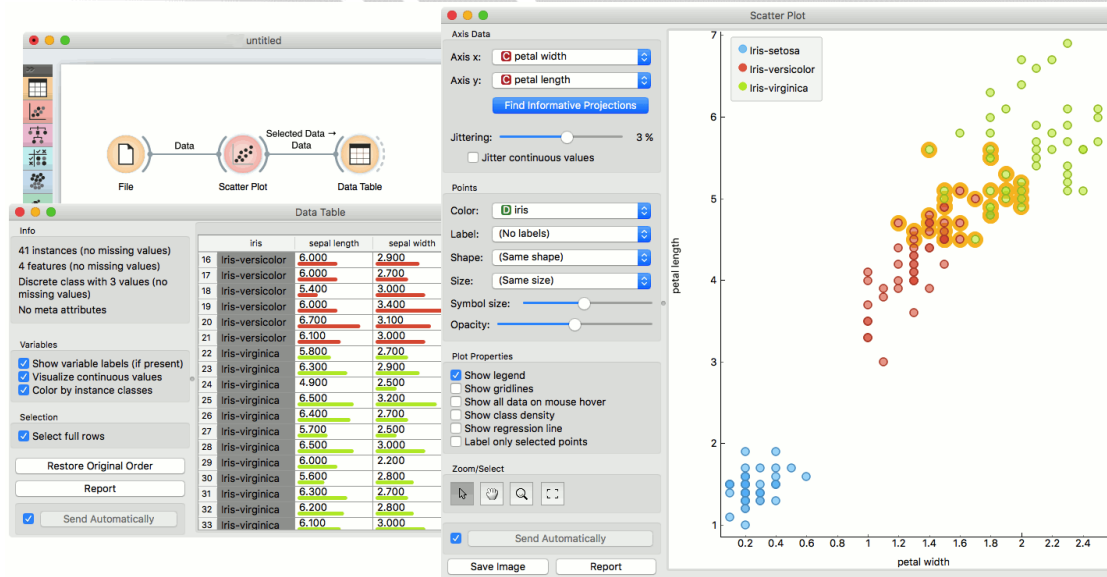 untitled
Data
Selected Data →
Data
File
Scatter Plot
Data Table
Data Table
Info
41 instances (no missing values)
4 features (no missing values)
Discrete class with 3 values (no
missing values)
No meta attributes
Variables
Show variable labels (if present)
Visualize continuous values
Color by instance classes
Selection
Select full rows
Restore Original Order
Report
Send Automatically
iris sepal length sepal width
16 Iris-versicolor 6.000 2.900
17 Iris-versicolor 6.000 2.700
18 Iris-versicolor 5.400 3.000
19 Iris-versicolor 6.000 3.400
20 Iris-versicolor 6.700 3.100
21 Iris-versicolor 6.100 3.000
22 Iris-virginica 5.800 2.700
23 Iris-virginica 6.300 2.900
24 Iris-virginica 4.900 2.500
25 Iris-virginica 6.500 3.200
26 Iris-virginica 6.400 2.700
27 Iris-virginica 5.700 2.500
28 Iris-virginica 6.500 3.000
29 Iris-virginica 6.000 2.200
30 Iris-virginica 5.600 2.800
31 Iris-virginica 6.300 2.700
32 Iris-virginica 6.200 2.800
33 Iris-virginica 6.100 3.000
Scatter Plot
Axis Data
Axis x: C petal width
Axis y: C petal length
Find Informative Projections
Jittering: 3 %
Jitter continuous values
Points
Color: D iris
Label: (No labels)
Shape: (Same shape)
Size: (Same size)
Symbol size:
Opacity:
Plot Properties
Show legend
Show gridlines
Show all data on mouse hover
Show class density
Show regression line
Label only selected points
Zoom/Select
Send Automatically
Save Image
Report
Iris-setosa
Iris-versicolor
Iris-virginica
7
6
5
4
3
2
1
petal length
0.2 0.4 0.6 0.8 1 1.2 1.4 1.6 1.8 2 2.2 2.4
petal width